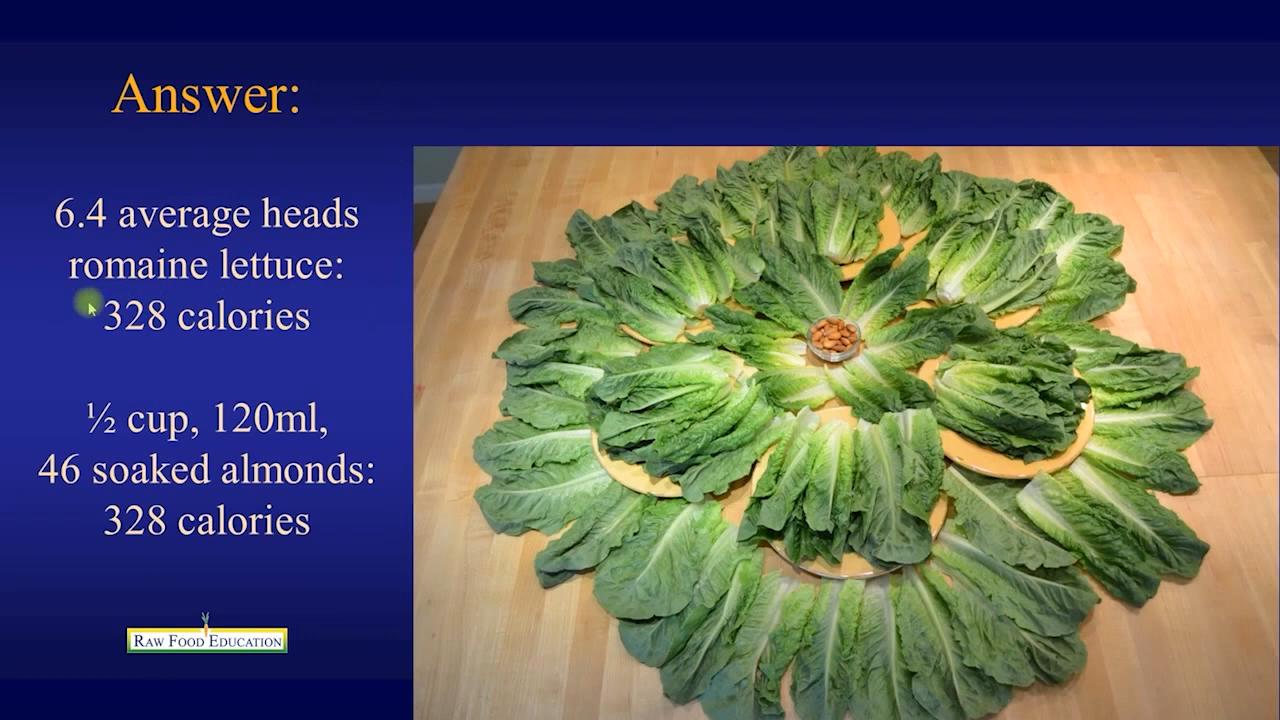 Answer:
6.4 average heads
romaine lettuce:
328 calories
½ cup, 120ml,
46 soaked almonds:
328 calories
RAW FOOD EDUCATION